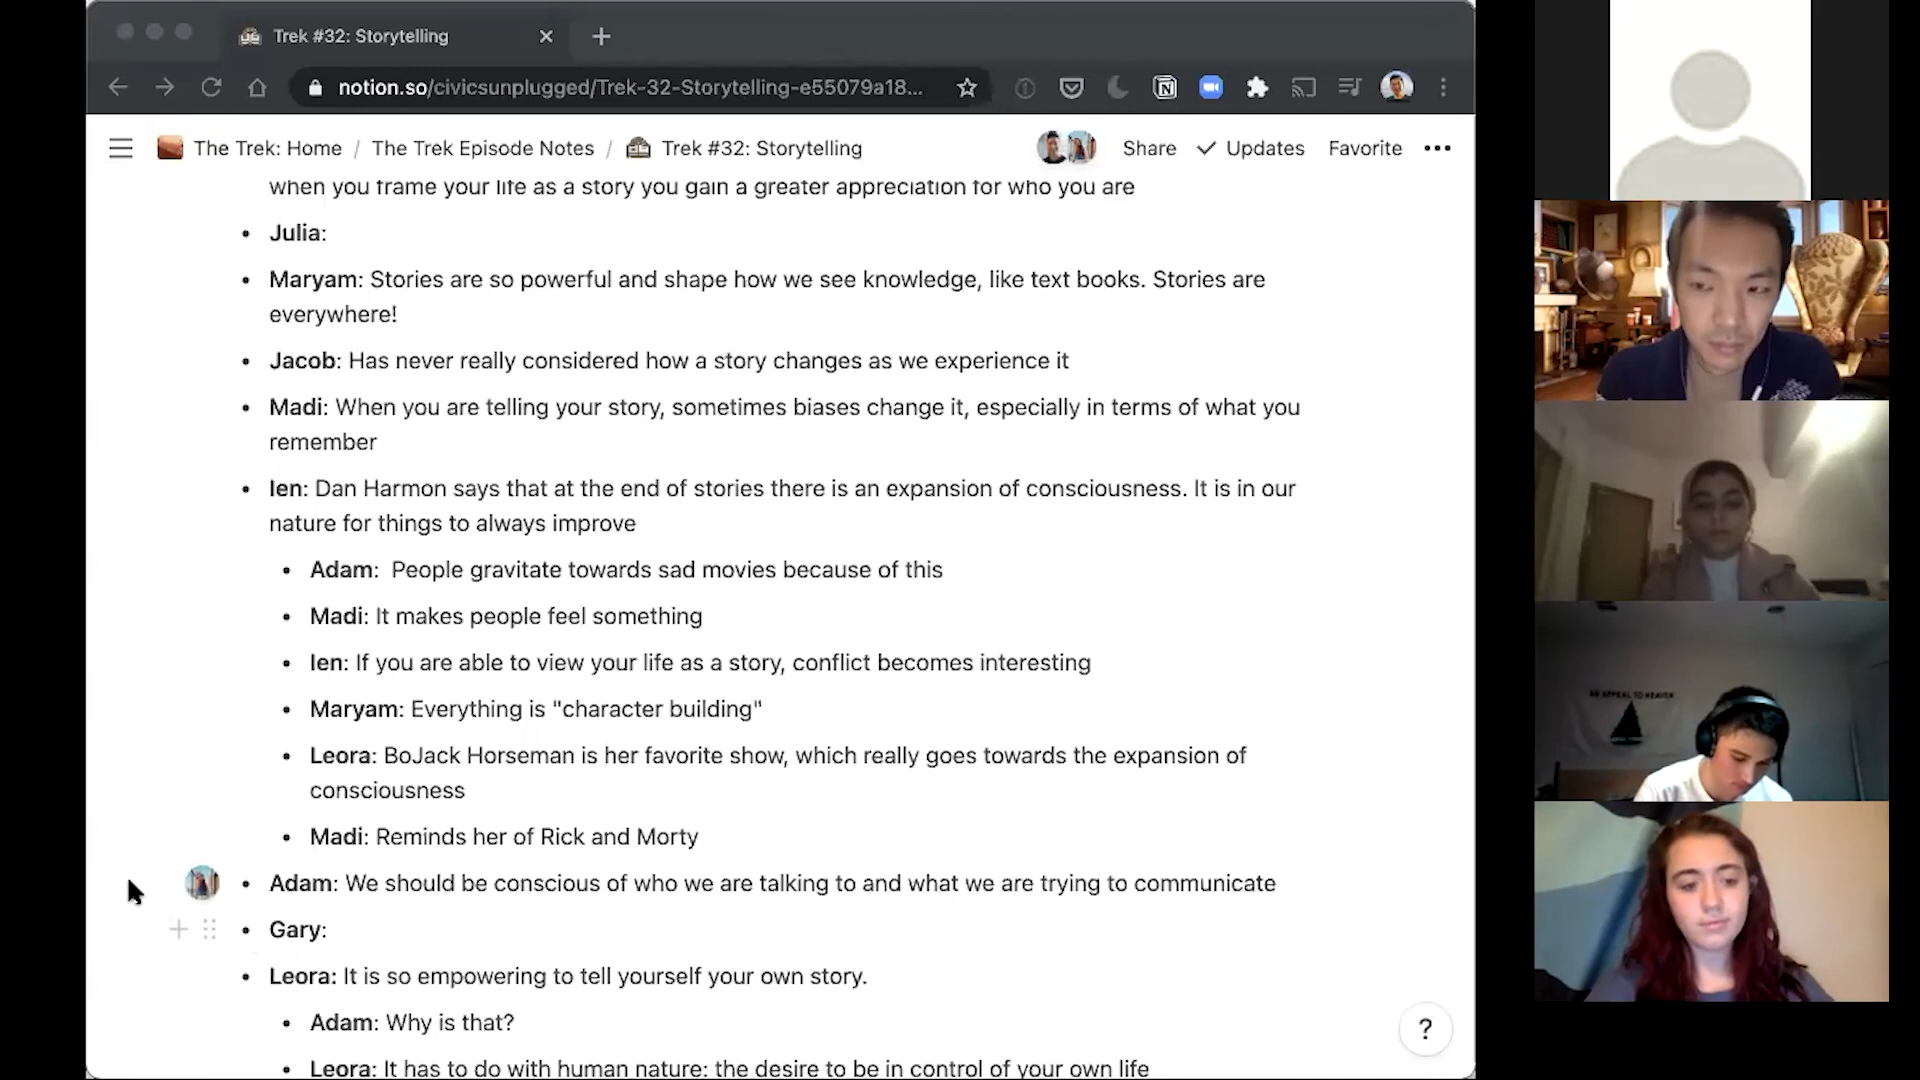 Trek #32: Storytelling
notion.so/civicsunplugged/Trek-32-Storytelling-e55079a18...
The Trek: Home / The Trek Episode Notes / Trek #32: Storytelling
Share Updates Favorite
when you frame your life as a story you gain a greater appreciation for who you are
• Julia:
• Maryam: Stories are so powerful and shape how we see knowledge, like text books. Stories are
everywhere!
• Jacob: Has never really considered how a story changes as we experience it
• Madi: When you are telling your story, sometimes biases change it, especially in terms of what you
remember
• Ien: Dan Harmon says that at the end of stories there is an expansion of consciousness. It is in our
nature for things to always improve
• Adam: People gravitate towards sad movies because of this
• Madi: It makes people feel something
• Ien: If you are able to view your life as a story, conflict becomes interesting
• Maryam: Everything is "character building"
• Leora: BoJack Horseman is her favorite show, which really goes towards the expansion of
consciousness
• Madi: Reminds her of Rick and Morty
• Adam: We should be conscious of who we are talking to and what we are trying to communicate
• Gary:
• Leora: It is so empowering to tell yourself your own story.
• Adam: Why is that?
• Leora: It has to do with human nature: the desire to be in control of your own life
?
AN APPEAL TO HEAVEN